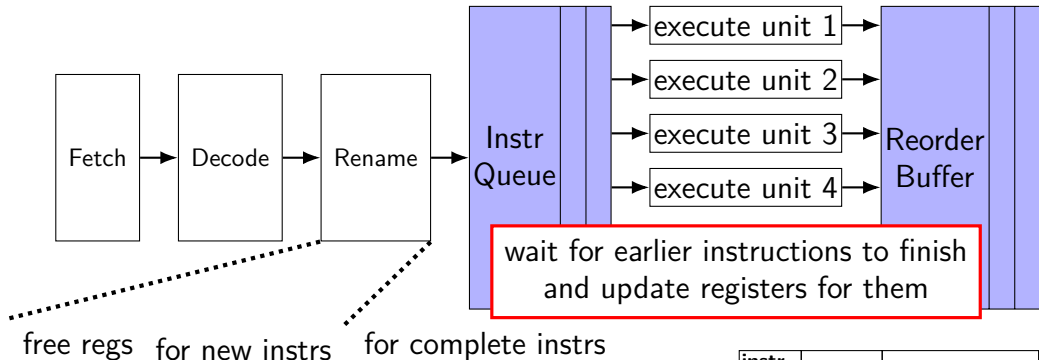 Fetch
Decode
Rename
Instr
Queue
execute unit 1
execute unit 2
execute unit 3
execute unit 4
Reorder
Buffer
wait for earlier instructions to finish
and update registers for them
free regs for new instrs for complete instrs
instr